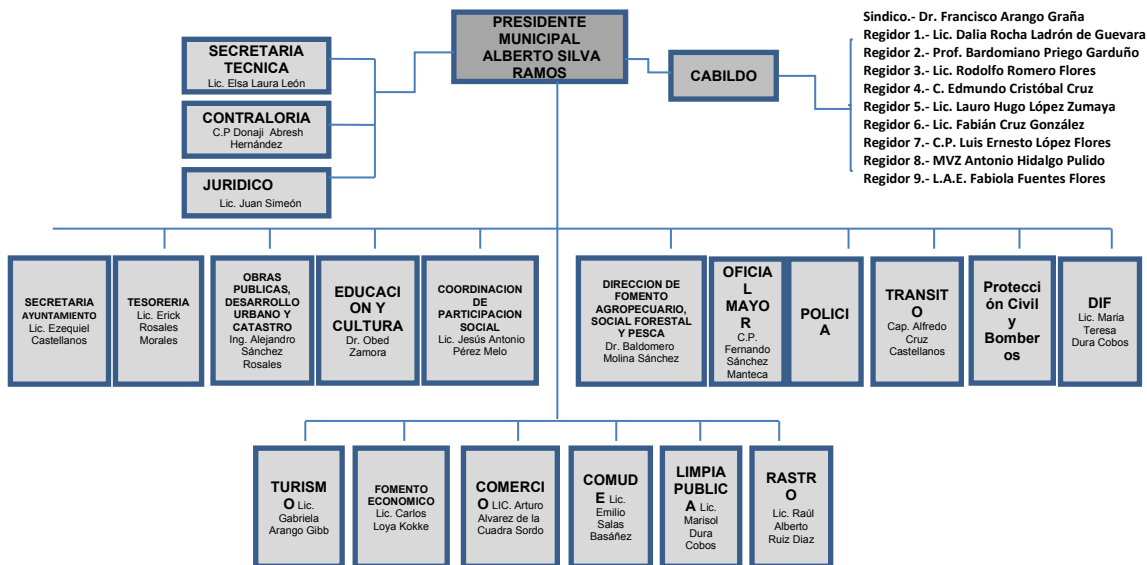 PRESIDENTE
MUNICIPAL
ALBERTO SILVA
RAMOS
SECRETARIA
TECNICA
Lic. Elsa Laura León
CONTRALORIA
C.P Donaji Abresh
Hernández
JURIDICO
Lic. Juan Simeón
CABILDO
Sindico.- Dr. Francisco Arango Graña
Regidor 1.- Lic. Dalia Rocha Ladrón de Guevara
Regidor 2.- Prof. Bardomiano Priego Garduño
Regidor 3.- Lic. Rodolfo Romero Flores
Regidor 4.- C. Edmundo Cristóbal Cruz
Regidor 5.- Lic. Lauro Hugo López Zumaya
Regidor 6.- Lic. Fabián Cruz González
Regidor 7.- C.P. Luis Ernesto López Flores
Regidor 8.- MVZ Antonio Hidalgo Pulido
Regidor 9.- L.A.E. Fabiola Fuentes Flores
SECRETARIA
AYUNTAMIENTO
Lic. Ezequiel
Castellanos
TESORERIA
Lic. Erick
Rosales
Morales
OBRAS
PUBLICAS,
DESARROLLO
URBANO Y
CATASTRO
Ing. Alejandro
Sánchez
Rosales
EDUCACI
ON Y
CULTURA
Dr. Obed
Zamora
COORDINACION
DE
PARTICIPACION
SOCIAL
Lic. Jesús Antonio
Pérez Melo
DIRECCION DE
FOMENTO
AGROPECUARIO,
SOCIAL FORESTAL
Y PESCA
Dr. Baldomero
Molina Sánchez
OFICIA
L
MAYO
R
C.P.
Fernando
Sánchez
Manteca
POLICI
A
TRANSIT
O
Cap. Alfredo
Cruz
Castellanos
Protec
ción Civil
y
Bomber
os
DIF
Lic. Maria
Teresa
Dura Cobos
TURISM
O Lic.
Gabriela
Arango Gibb
FOMENTO
ECONOMICO
Lic. Carlos
Loya Kokke
COMERCI
O LIC. Arturo
Alvarez de la
Cuadra Sordo
COMUD
E Lic.
Emilio
Salas
Basáñez
LIMPIA
PUBLIC
A Lic.
Marisol
Dura
Cobos
RASTR
O
Lic. Raúl
Alberto
Ruiz Diaz